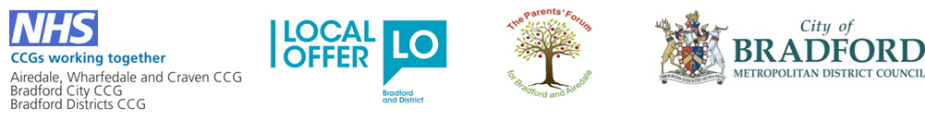 NHS
CCGs working together
Airedale, Wharfedale and Craven CCG
Bradford City CCG
Bradford Districts CCG
LOCAL
OFFER
LO
Bradford
and District
The Parents' Forum
for Bradford and Airedale
City of
BRADFORD
METROPOLITAN DISTRICT COUNCIL